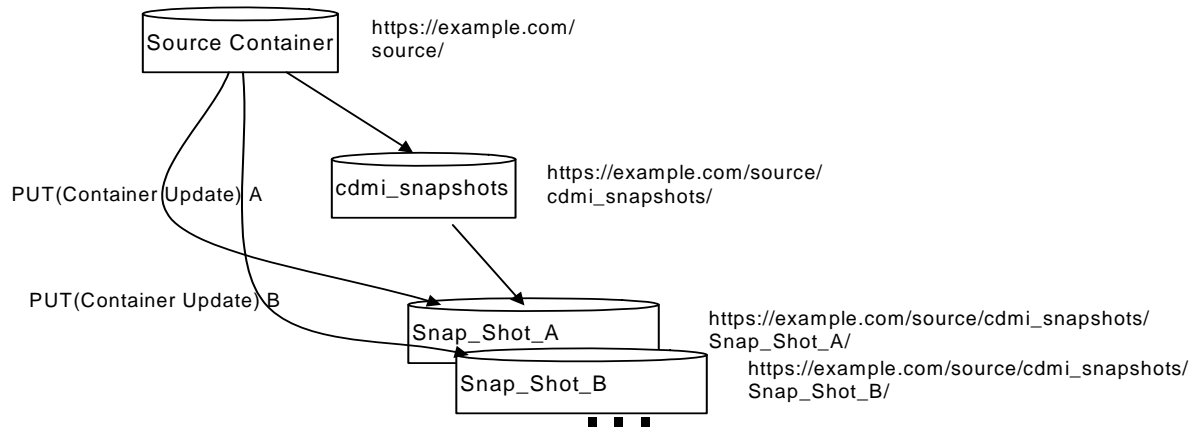 Source Container
https://example.com/
source/
cdmi_snapshots
https://example.com/source/
cdmi_snapshots/
PUT(Container Update) A
PUT(Container Update) B
Snap_Shot_A
https://example.com/source/cdmi_snapshots/
Snap_Shot_A/
Snap_Shot_B
https://example.com/source/cdmi_snapshots/
Snap_Shot_B/